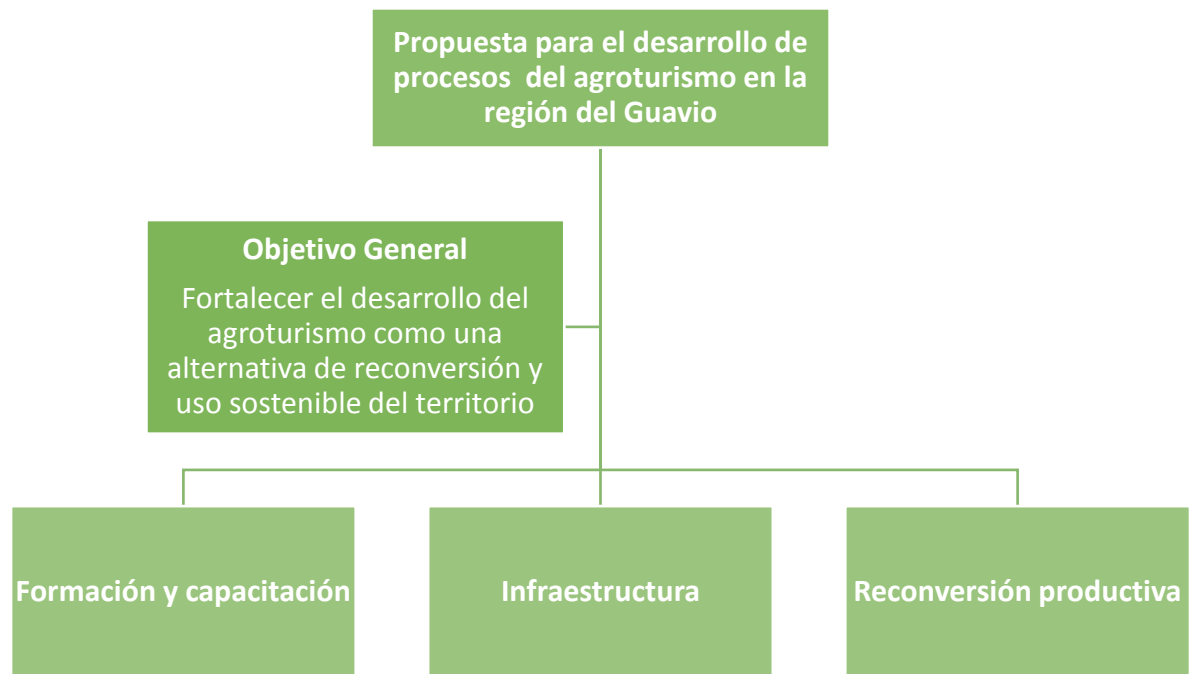 Propuesta para el desarrollo de
procesos del agroturismo en la
región del Guavio
Objetivo General
Fortalecer el desarrollo del
agroturismo como una
alternativa de reconversión y
uso sostenible del territorio
Formación y capacitación
Infraestructura
Reconversión productiva